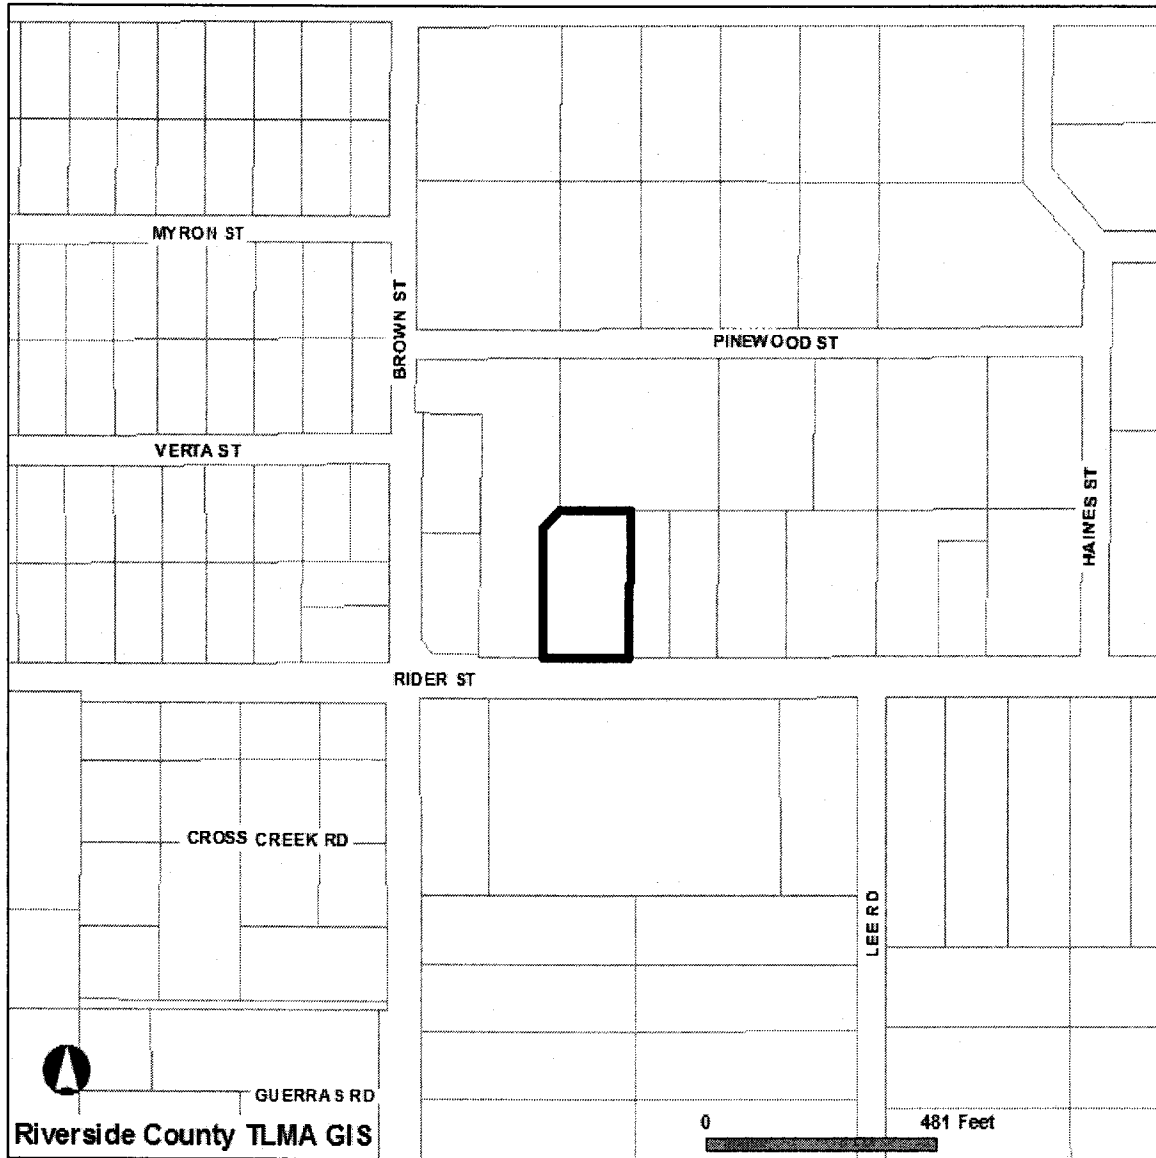 MYRON ST
BROWN ST
PINEWOOD ST
VERTA ST
HAINES ST
RIDER ST
CROSS CREEK RD
LEE RD
GUERRAS RD
0 481 Feet
Riverside County TLMA GIS